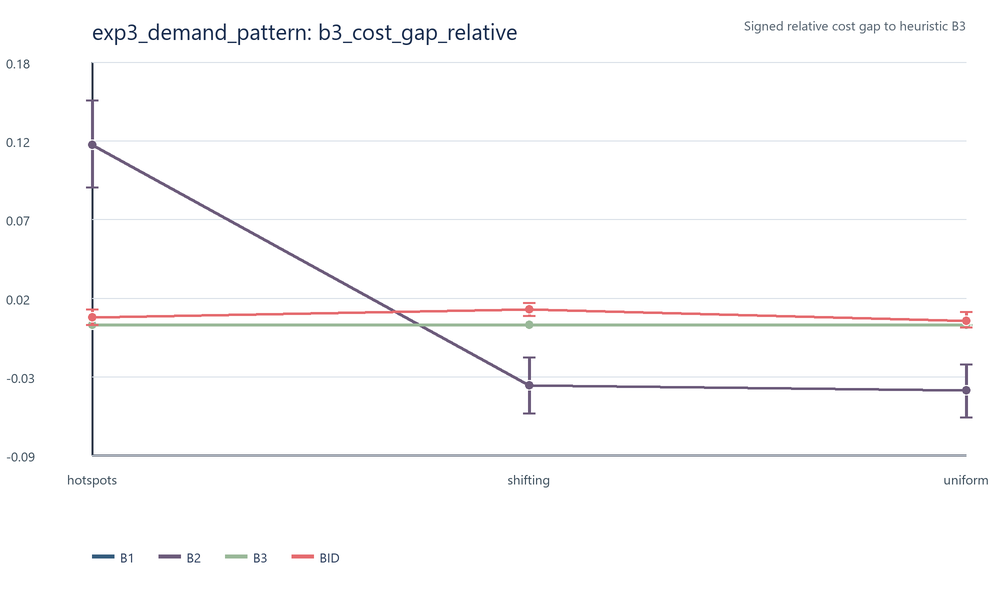 exp3_demand_pattern: b3_cost_gap_relative
Signed relative cost gap to heuristic B3
0.18
0.12
0.07
0.02
-0.03
-0.09
hotspots
shifting
uniform
B1
B2
B3
BID